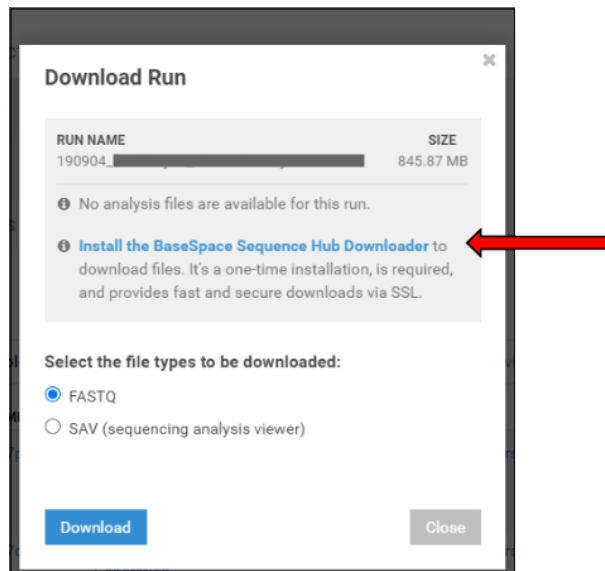 Download Run
RUN NAME SIZE
190904_ 845.87 MB
No analysis files are available for this run.
Install the BaseSpace Sequence Hub Downloader to
download files. It's a one-time installation, is required,
and provides fast and secure downloads via SSL.
Select the file types to be downloaded:
FASTQ
SAV (sequencing analysis viewer)
Download Close